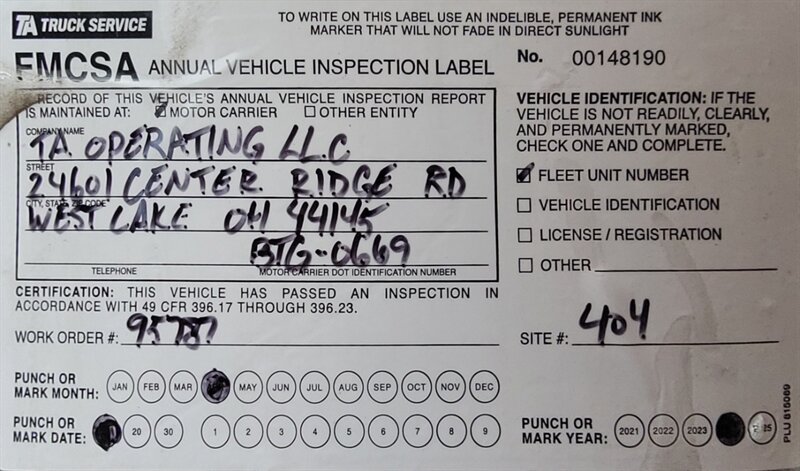 TA TRUCK SERVICE
TO WRITE ON THIS LABEL USE AN INDELIBLE, PERMANENT INK
MARKER THAT WILL NOT FADE IN DIRECT SUNLIGHT
FMCSA ANNUAL VEHICLE INSPECTION LABEL
No. 00148190
RECORD OF THIS VEHICLE'S ANNUAL VEHICLE INSPECTION REPORT
IS MAINTAINED AT: MOTOR CARRIER OTHER ENTITY
COMPANY NAME
TA OPERATING LLC
STREET
24601 CENTER RIDGE RD
CITY, STATE, ZIP CODE
WESTLAKE OH 44145
BTG-0669
TELEPHONE MOTOR CARRIER DOT IDENTIFICATION NUMBER
CERTIFICATION: THIS VEHICLE HAS PASSED AN INSPECTION IN
ACCORDANCE WITH 49 CFR 396.17 THROUGH 396.23.
WORK ORDER #:
VEHICLE IDENTIFICATION: IF THE
VEHICLE IS NOT READILY, CLEARLY,
AND PERMANENTLY MARKED,
CHECK ONE AND COMPLETE.
FLEET UNIT NUMBER
VEHICLE IDENTIFICATION
LICENSE / REGISTRATION
OTHER
SITE #: 404
PUNCH OR
MARK MONTH:
JAN FEB MAR MAY JUN JUL AUG SEP OCT NOV DEC
PUNCH OR
MARK DATE:
20 30 1 2 3 4 5 6 7 8 9
PUNCH OR
MARK YEAR:
2021 2022 2023
PLU 615069